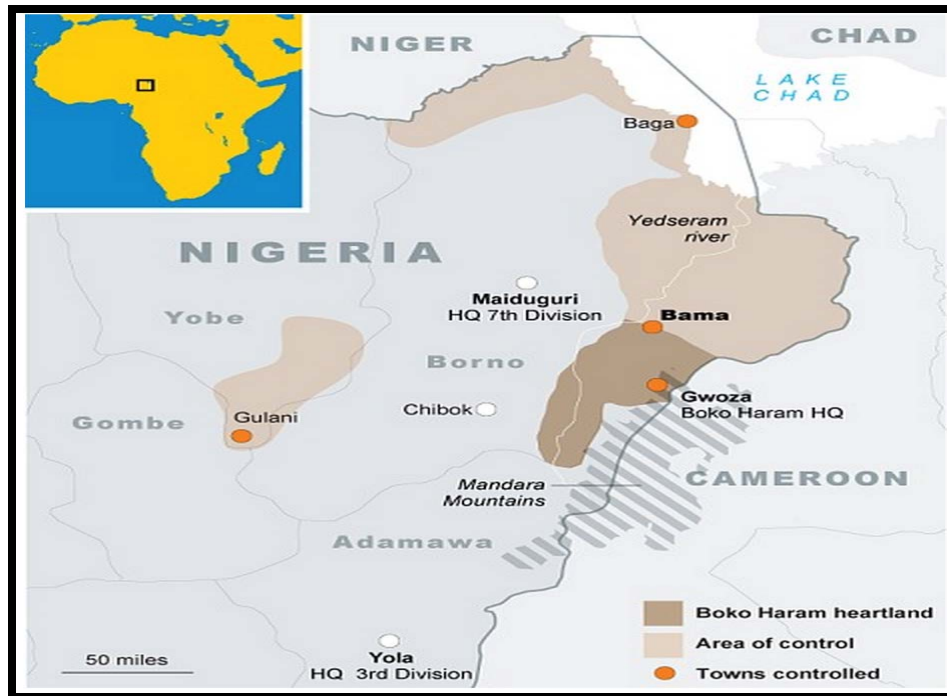 NIGER
CHAD
LAKE
CHAD
Baga
Yedseram
river
NIGERIA
Maiduguri
HQ 7th Division
Bama
Yobe
Borno
Gwoza
Boko Haram HQ
Chibok
Gulani
Gombe
CAMEROON
Mandara
Mountains
Adamawa
Boko Haram heartland
Area of control
Towns controlled
50 miles
Yola
HQ 3rd Division